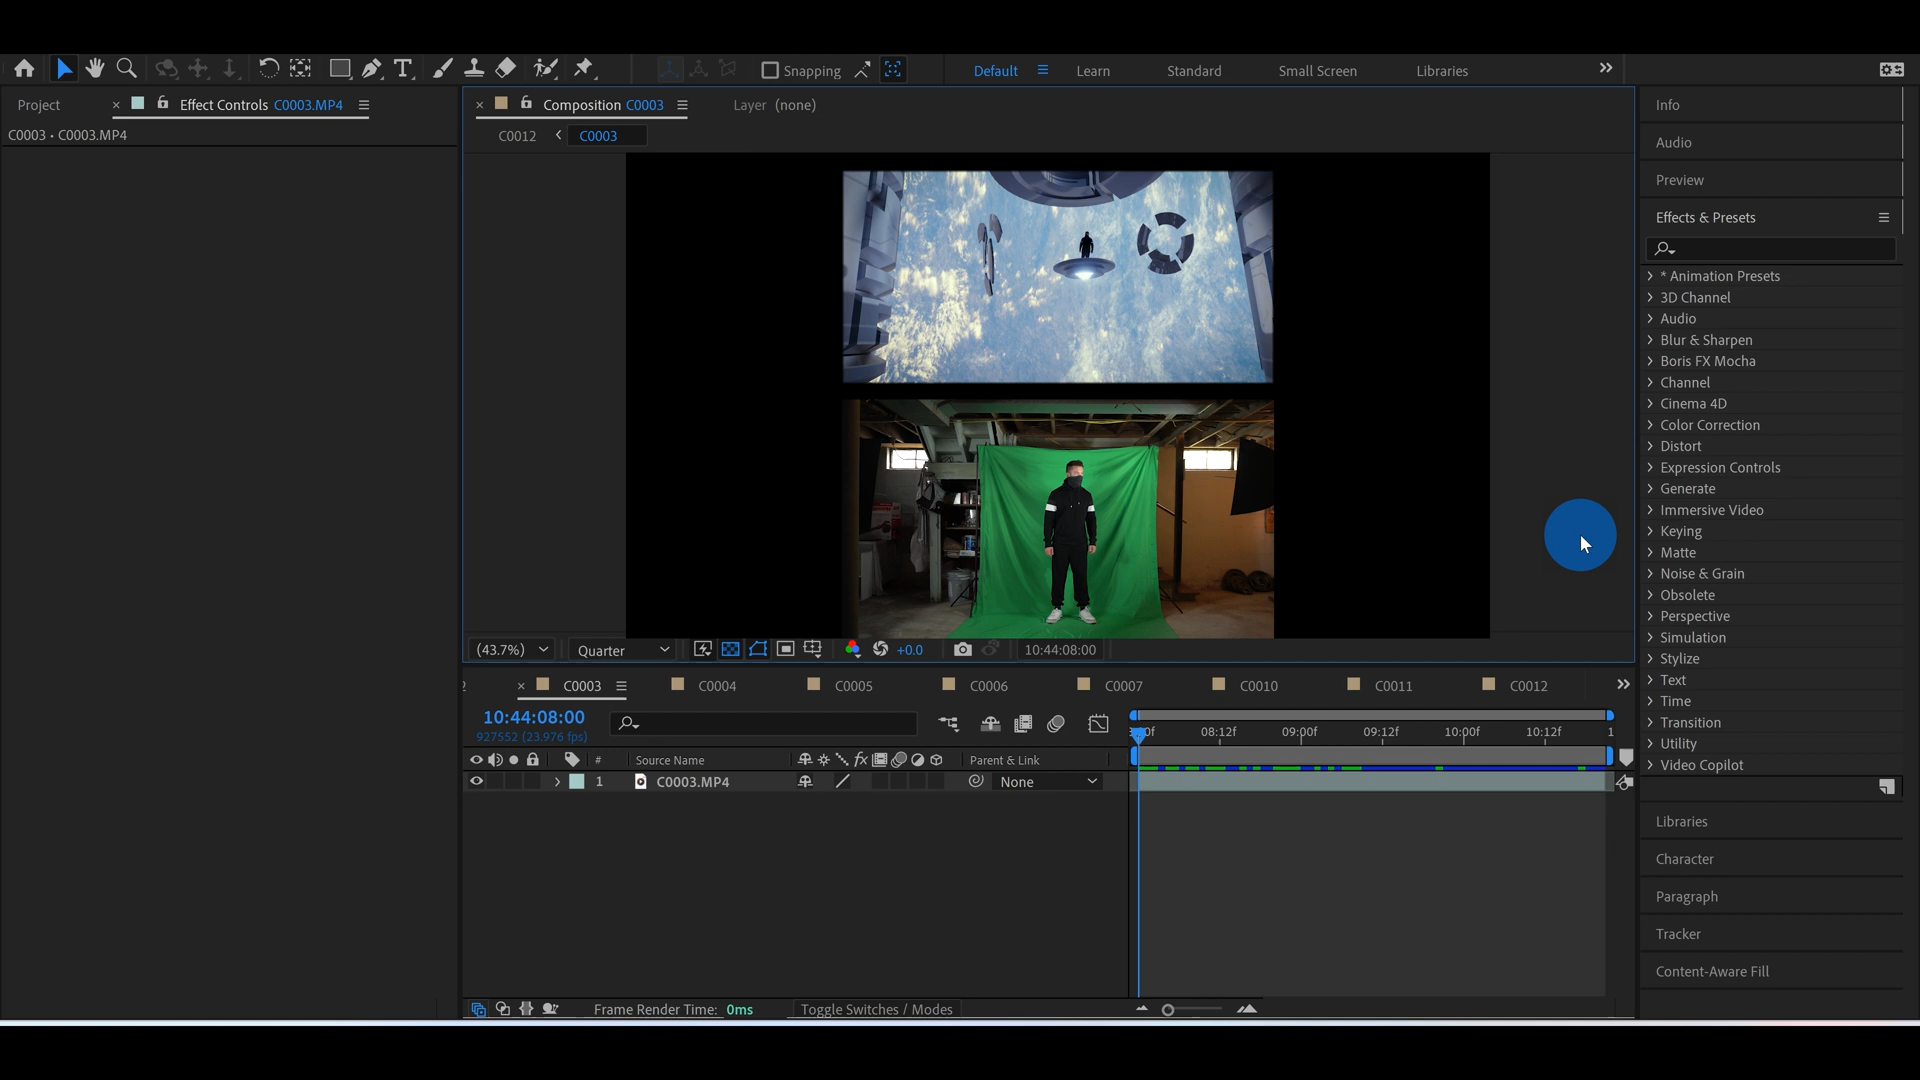 Snapping
Default
Learn
Standard
Small Screen
Libraries
Project
Effect Controls C0003.MP4
Composition C0003
Layer (none)
Info
C0003 • C0003.MP4
C0012
C0003
Audio
Preview
Effects & Presets
* Animation Presets
3D Channel
Audio
Blur & Sharpen
Boris FX Mocha
Channel
Cinema 4D
Color Correction
Distort
Expression Controls
Generate
Immersive Video
Keying
Matte
Noise & Grain
Obsolete
Perspective
Simulation
Stylize
Text
Time
Transition
Utility
Video Copilot
Libraries
Character
Paragraph
Tracker
Content-Aware Fill
(43.7%)
Quarter
+0.0
10:44:08:00
C0003
C0004
C0005
C0006
C0007
C0010
C0011
C0012
10:44:08:00
927552 (23.976 fps)
08:12f
09:00f
09:12f
10:00f
10:12f
#
Source Name
fx
Parent & Link
1
C0003.MP4
None
Frame Render Time: 0ms
Toggle Switches / Modes